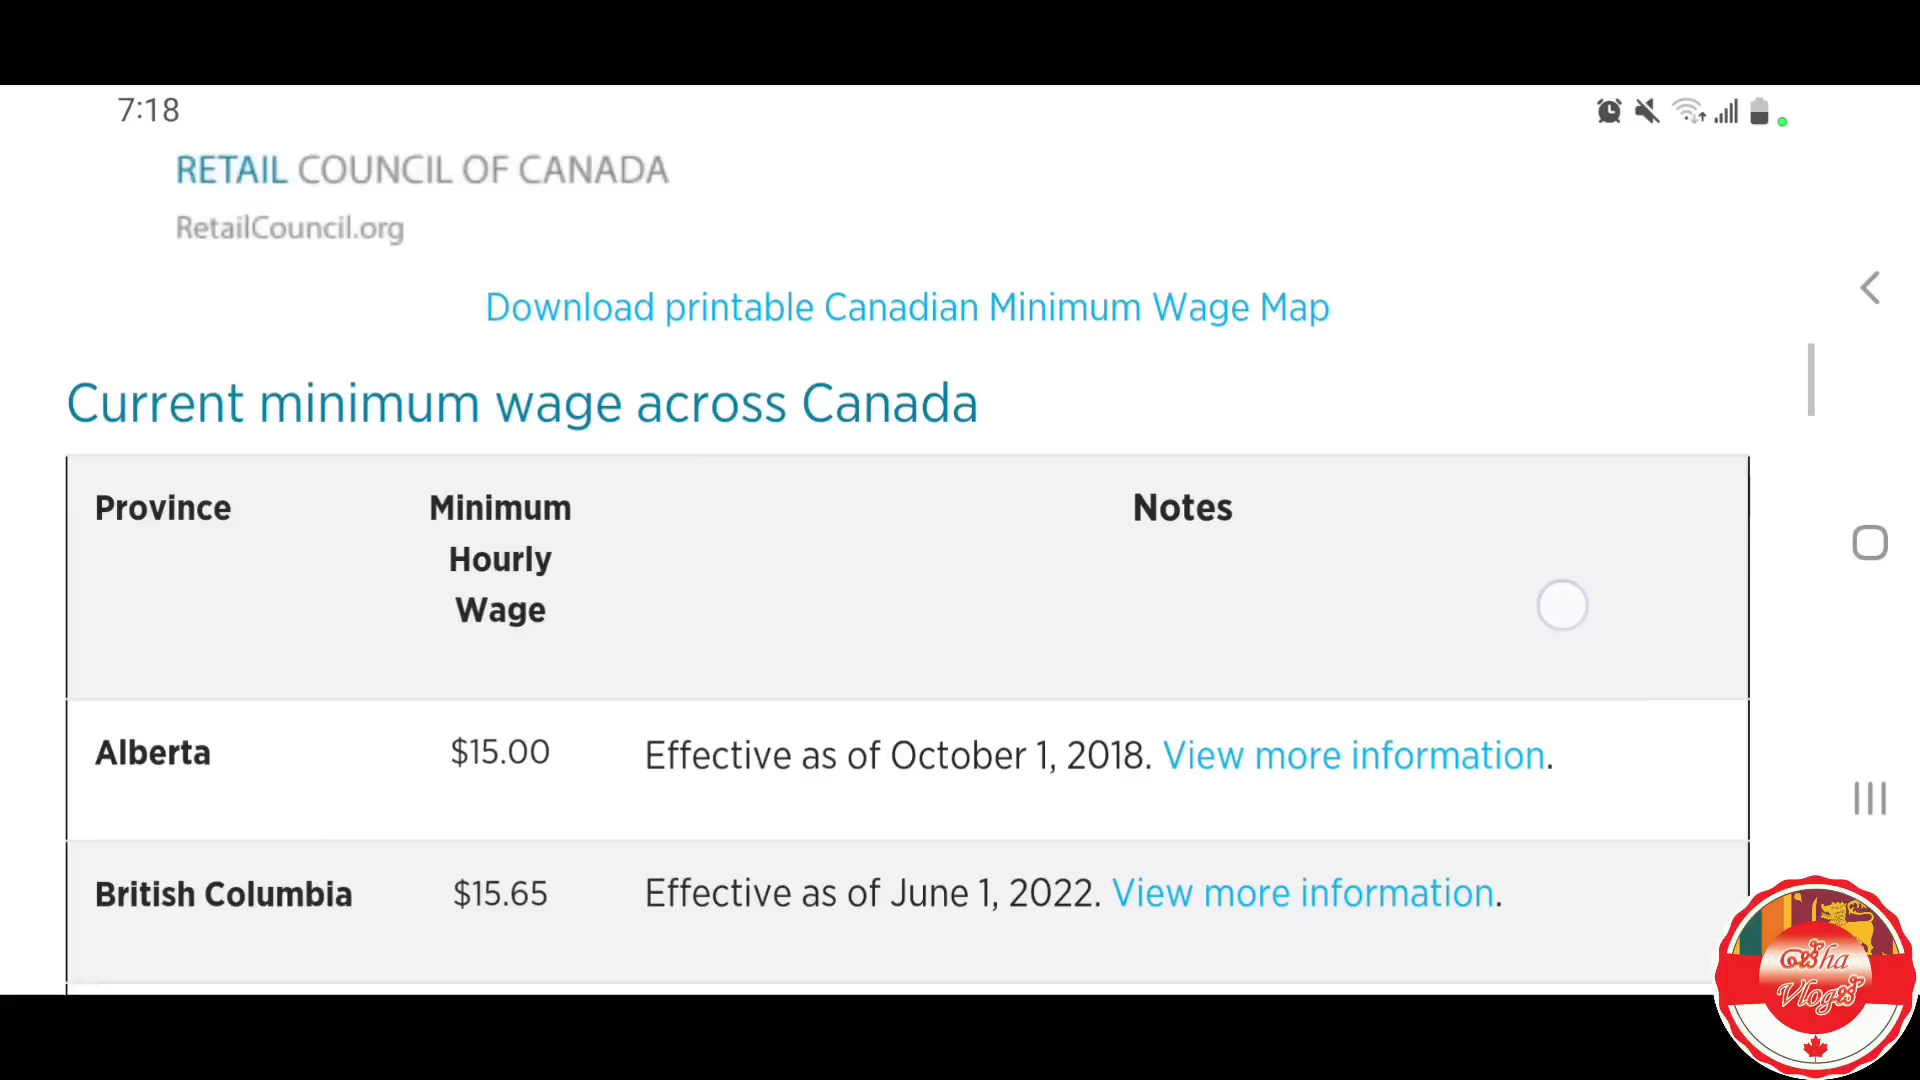 7:18
RETAIL COUNCIL OF CANADA
RetailCouncil.org
Download printable Canadian Minimum Wage Map
Current minimum wage across Canada
Province Minimum Hourly Wage Notes
Alberta $15.00 Effective as of October 1, 2018. View more information.
British Columbia $15.65 Effective as of June 1, 2022. View more information.